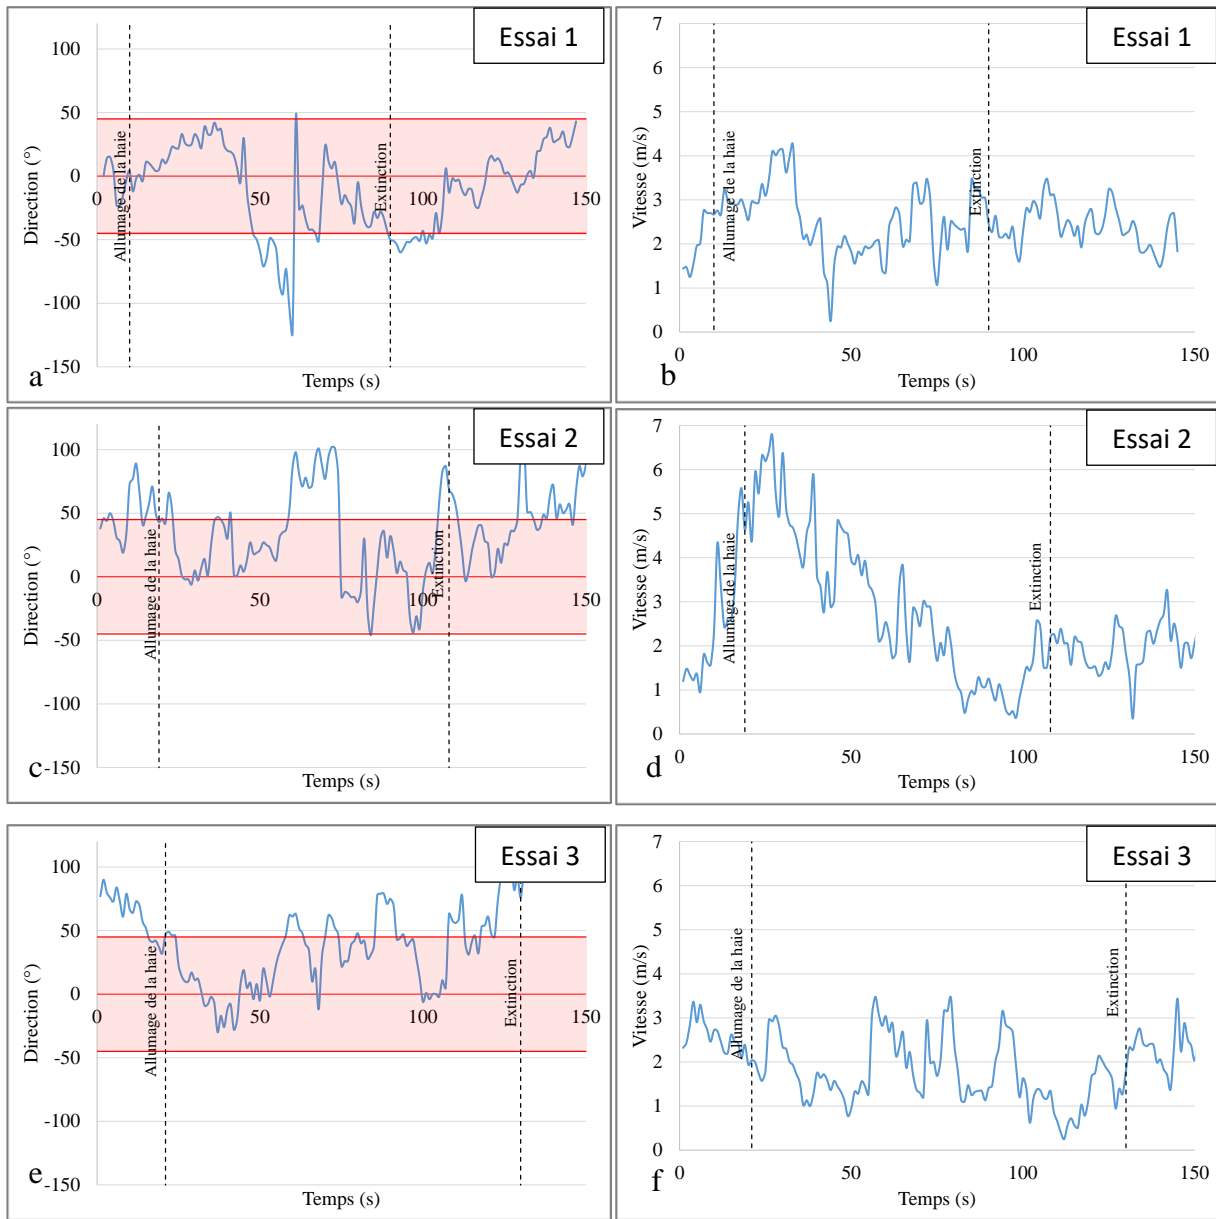 Essai 1
100
50
0
-50
-100
-150
Direction (°)
Allumage de la haie
Extinction
50
100
150
Temps (s)
a
Essai 1
7
6
5
4
3
2
1
0
Vitesse (m/s)
Allumage de la haie
Extinction
0
50
100
150
Temps (s)
b
Essai 2
100
50
0
-50
-100
-150
Direction (°)
Allumage de la haie
Extinction
0
50
100
150
Temps (s)
c
Essai 2
7
6
5
4
3
2
1
0
Vitesse (m/s)
Allumage de la haie
Extinction
0
50
100
150
Temps (s)
d
Essai 3
100
50
0
-50
-100
-150
Direction (°)
Allumage de la haie
Extinction
0
50
100
150
Temps (s)
e
Essai 3
7
6
5
4
3
2
1
0
Vitesse (m/s)
Allumage de la haie
Extinction
0
50
100
150
Temps (s)
f